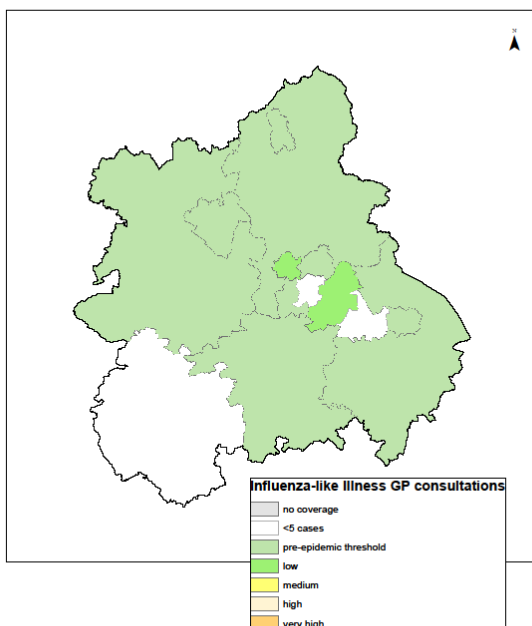 Influenza-like Illness GP consultations
no coverage
<5 cases
pre-epidemic threshold
low
medium
high
very high